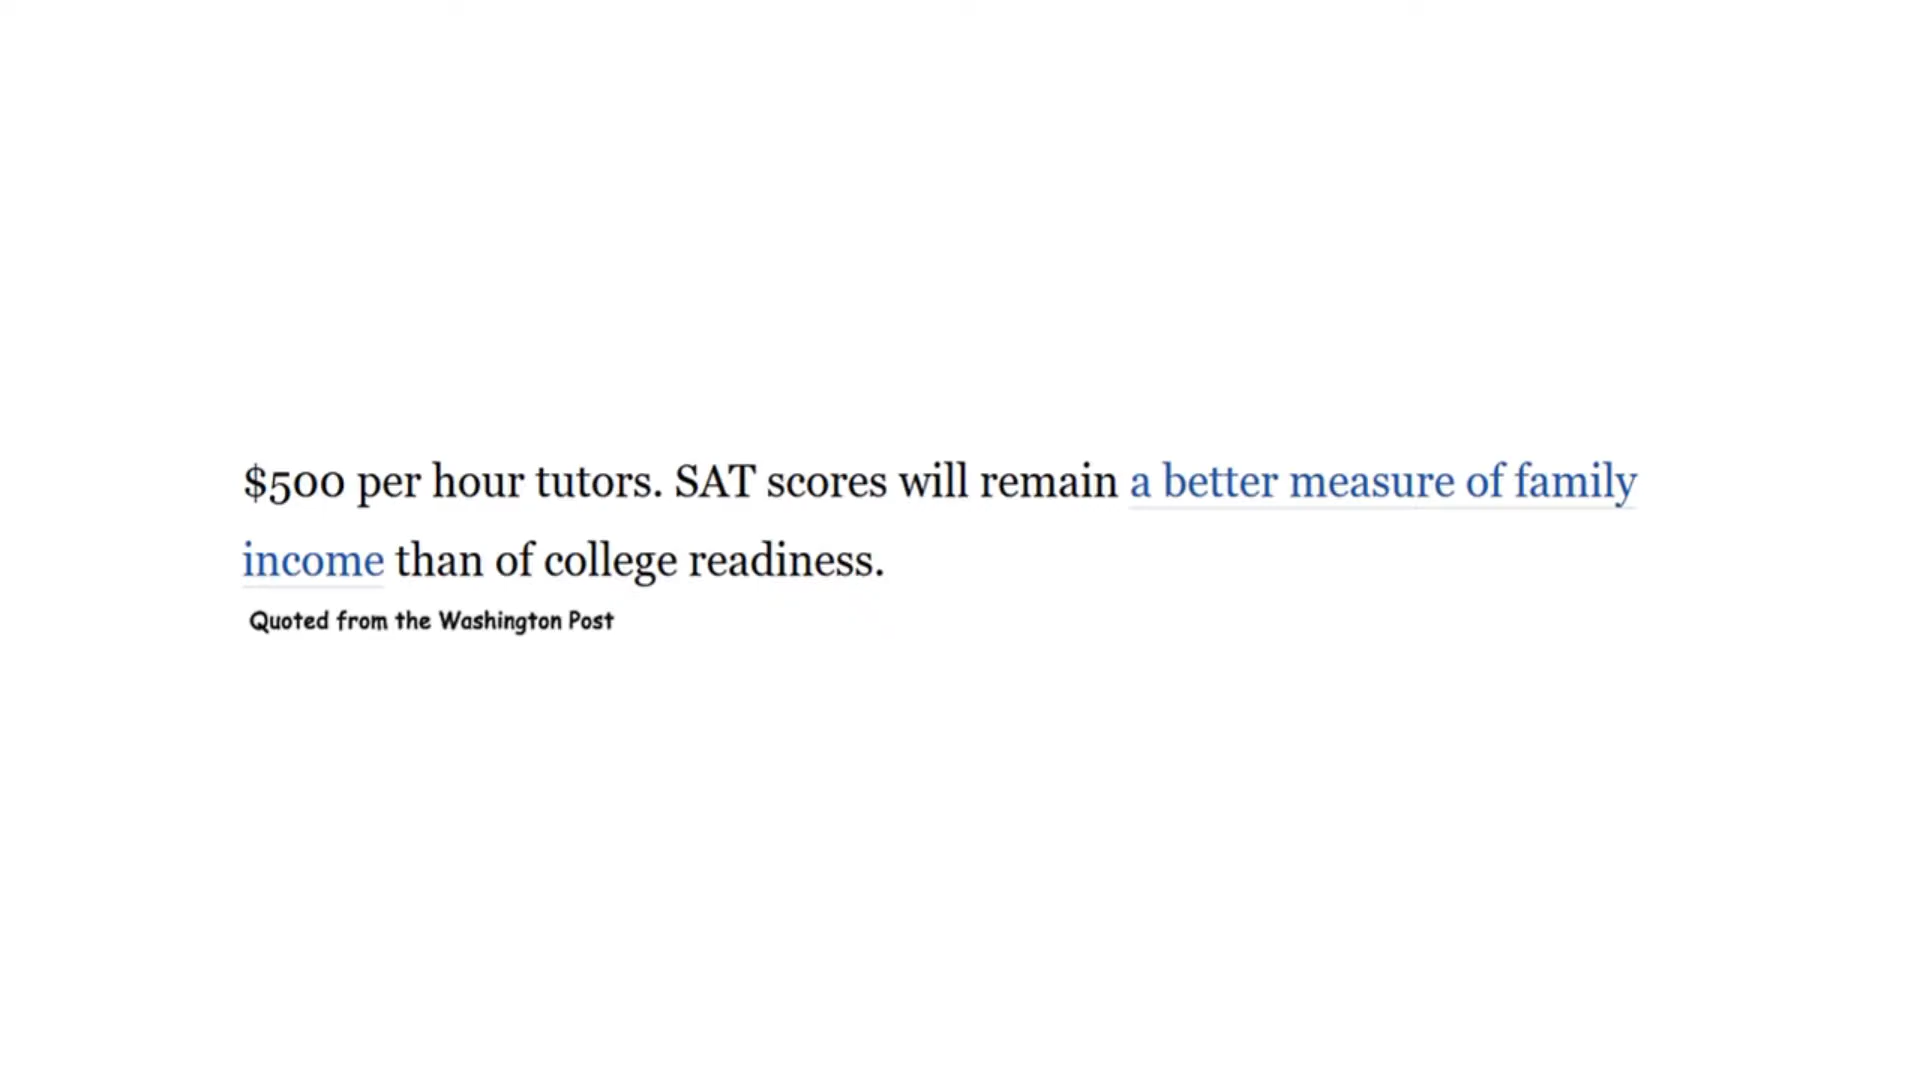 $500 per hour tutors. SAT scores will remain a better measure of family
income than of college readiness.
Quoted from the Washington Post